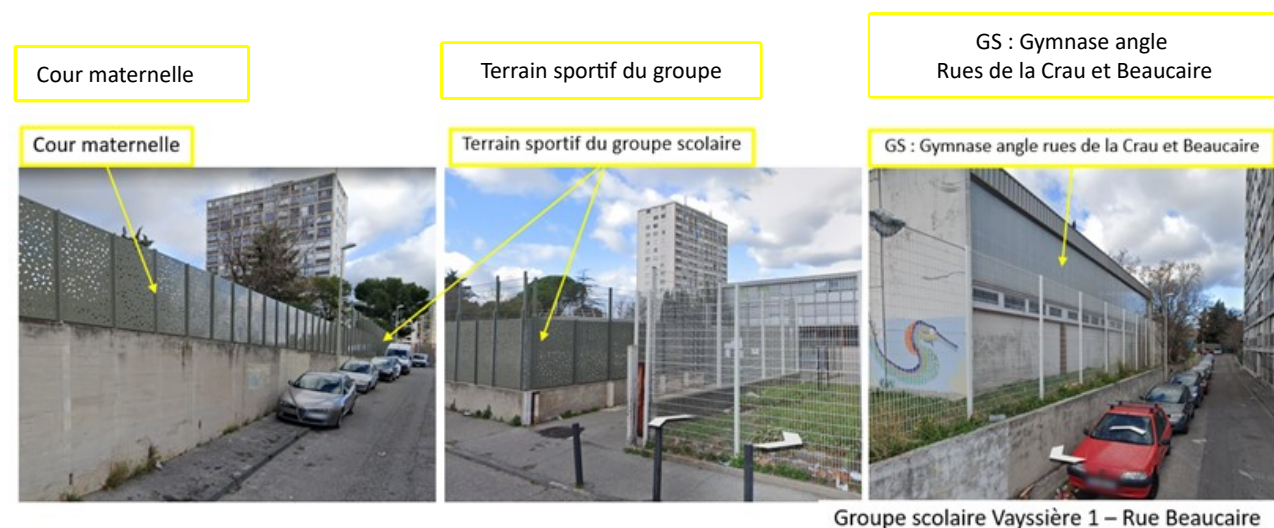 Cour maternelle
Terrain sportif du groupe
GS : Gymnase angle
Rues de la Crau et Beaucaire
Cour maternelle
Terrain sportif du groupe scolaire
GS : Gymnase angle rues de la Crau et Beaucaire
Groupe scolaire Vayssière 1 – Rue Beaucaire